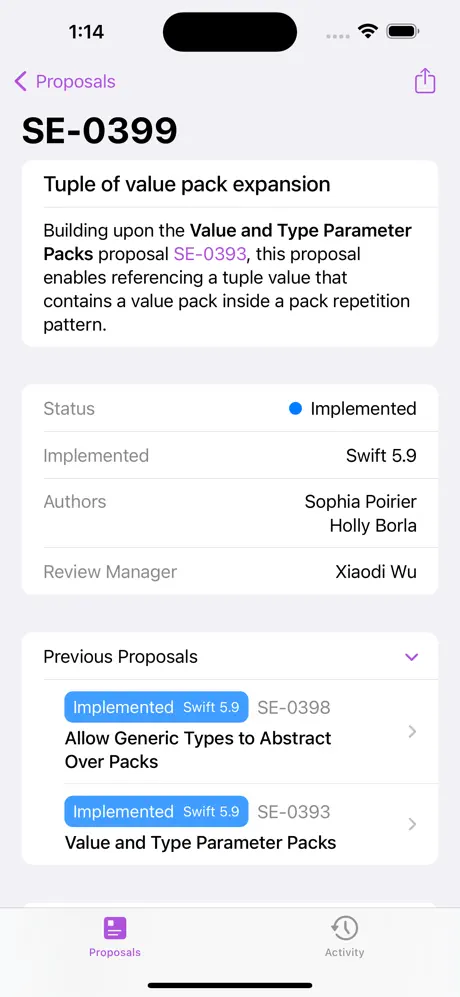 1:14
Proposals
SE-0399
Tuple of value pack expansion
Building upon the Value and Type Parameter
Packs proposal SE-0393, this proposal
enables referencing a tuple value that
contains a value pack inside a pack repetition
pattern.
Status Implemented
Implemented Swift 5.9
Authors Sophia Poirier
Holly Borla
Review Manager Xiaodi Wu
Previous Proposals
Implemented Swift 5.9 SE-0398
Allow Generic Types to Abstract
Over Packs
Implemented Swift 5.9 SE-0393
Value and Type Parameter Packs
Proposals Activity